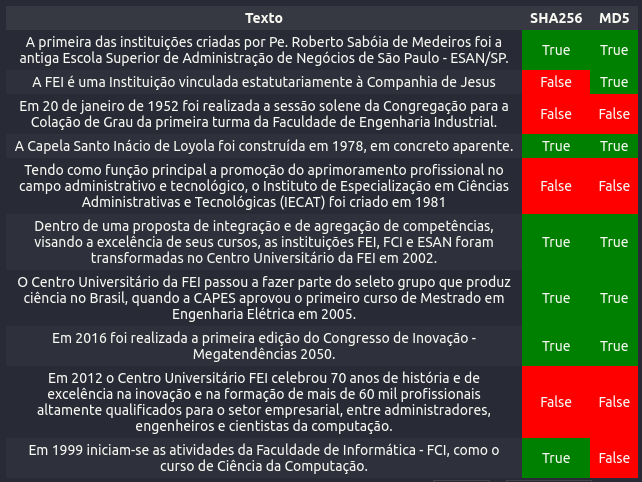 Texto SHA256 MD5
A primeira das instituições criadas por Pe. Roberto Sabóia de Medeiros foi a
antiga Escola Superior de Administração de Negócios de São Paulo - ESAN/SP.
True True
A FEI é uma Instituição vinculada estatutariamente à Companhia de Jesus False True
Em 20 de janeiro de 1952 foi realizada a sessão solene da Congregação para a
Colação de Grau da primeira turma da Faculdade de Engenharia Industrial.
False False
A Capela Santo Inácio de Loyola foi construída em 1978, em concreto aparente. True True
Tendo como função principal a promoção do aprimoramento profissional no
campo administrativo e tecnológico, o Instituto de Especialização em Ciências
Administrativas e Tecnológicas (IECAT) foi criado em 1981
False False
Dentro de uma proposta de integração e de agregação de competências,
visando a excelência de seus cursos, as instituições FEI, FCI e ESAN foram
transformadas no Centro Universitário da FEI em 2002.
True True
O Centro Universitário da FEI passou a fazer parte do seleto grupo que produz
ciência no Brasil, quando a CAPES aprovou o primeiro curso de Mestrado em
Engenharia Elétrica em 2005.
True True
Em 2016 foi realizada a primeira edição do Congresso de Inovação -
Megatendências 2050.
True True
Em 2012 o Centro Universitário FEI celebrou 70 anos de história e de
excelência na inovação e na formação de mais de 60 mil profissionais
altamente qualificados para o setor empresarial, entre administradores,
engenheiros e cientistas da computação.
False False
Em 1999 iniciam-se as atividades da Faculdade de Informática - FCI, como o
curso de Ciência da Computação.
True False